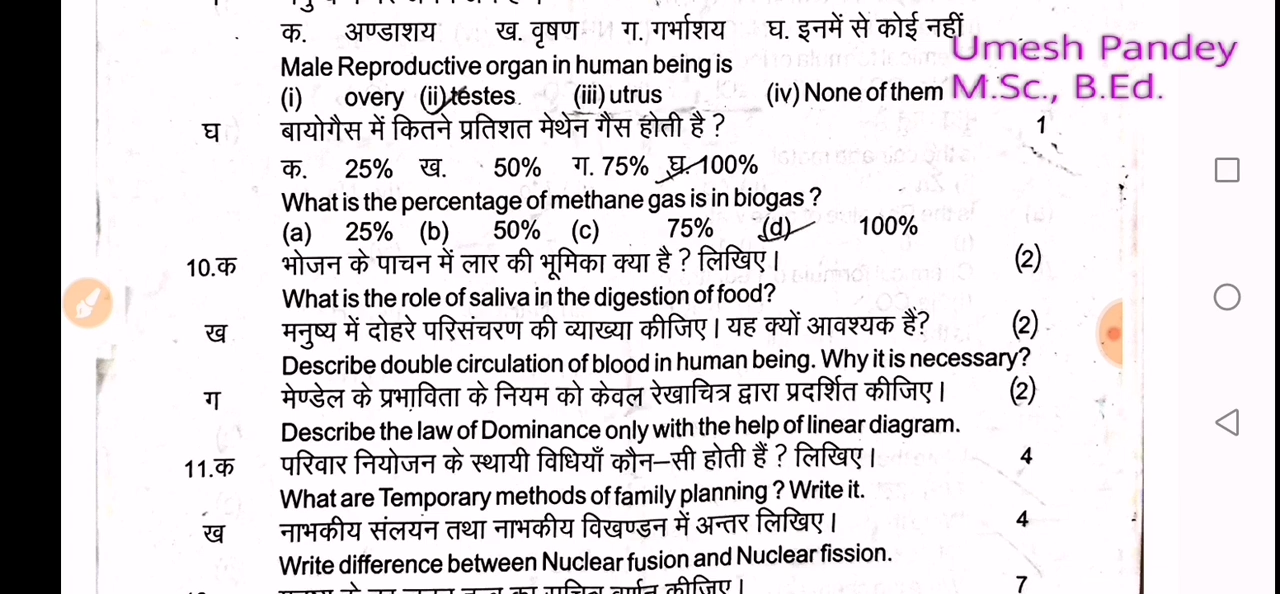 क. अण्डाशय ख. वृषण ग. गर्भाशय घ. इनमें से कोई नहीं
Umesh Pandey
M.Sc., B.Ed.
Male Reproductive organ in human being is
(i) overy (ii) testes. (iii) utrus (iv) None of them
घ बायोगैस में कितने प्रतिशत मेथेन गैस होती है ? 1
क. 25% ख. 50% ग. 75% घ. 100%
What is the percentage of methane gas is in biogas ?
(a) 25% (b) 50% (c) 75% (d) 100%
10.क भोजन के पाचन में लार की भूमिका क्या है ? लिखिए। (2)
What is the role of saliva in the digestion of food?
ख मनुष्य में दोहरे परिसंचरण की व्याख्या कीजिए। यह क्यों आवश्यक हैं? (2)
Describe double circulation of blood in human being. Why it is necessary?
ग मेण्डेल के प्रभाविता के नियम को केवल रेखाचित्र द्वारा प्रदर्शित कीजिए। (2)
Describe the law of Dominance only with the help of linear diagram.
11.क परिवार नियोजन के स्थायी विधियाँ कौन–सी होती हैं ? लिखिए। 4
What are Temporary methods of family planning ? Write it.
ख नाभकीय संलयन तथा नाभकीय विखण्डन में अन्तर लिखिए। 4
Write difference between Nuclear fusion and Nuclear fission.
का सचित्र वर्णन कीजिए। 7